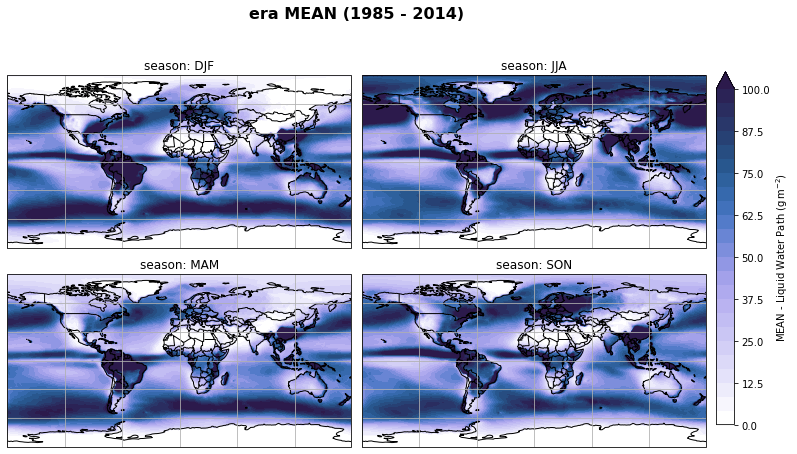 era MEAN (1985 - 2014)
season: DJF
season: JJA
season: MAM
season: SON
100.0
87.5
75.0
62.5
50.0
37.5
25.0
12.5
0.0
MEAN - Liquid Water Path (g m⁻²)